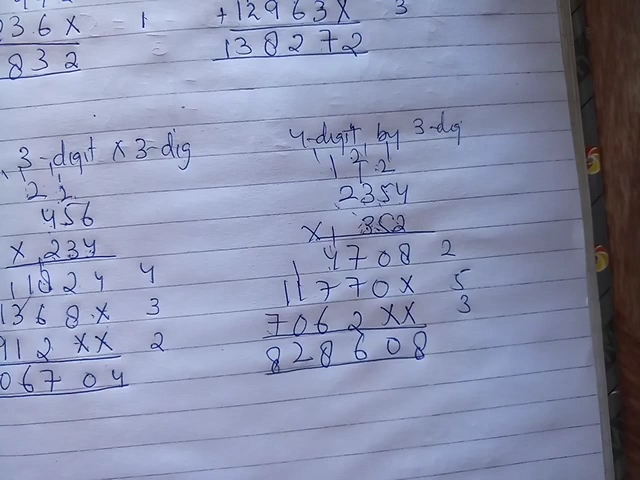 236x 1
832
+12963x 3
138272
3-digit x 3-dig
2 2
456
x 234
1824 4
1368x 3
912xx 2
06704
4-digit by 3-dig
1 2 2
2354
x 352
4708 2
11770x 5
7062xx 3
828608